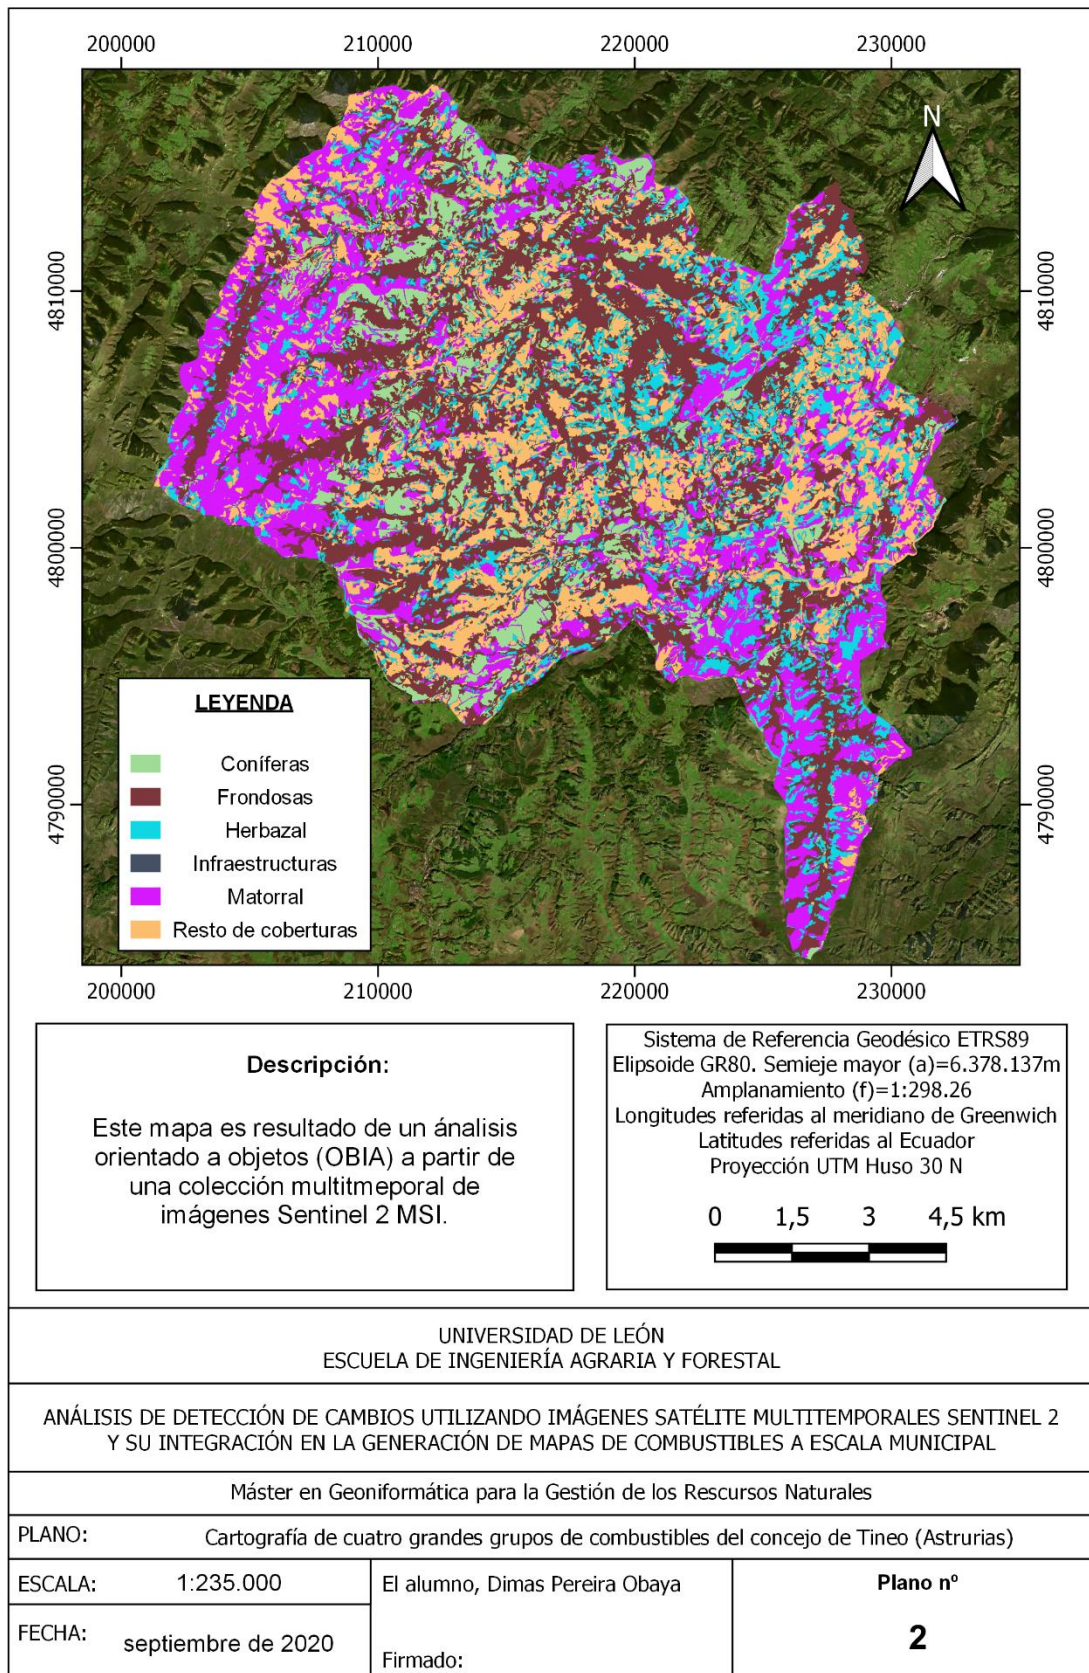 200000 210000 220000 230000
N
4810000 4810000
4800000 4800000
4790000 4790000
LEYENDA
Coníferas
Frondosas
Herbazal
Infraestructuras
Matorral
Resto de coberturas
200000 210000 220000 230000
Descripción:
Este mapa es resultado de un ánalisis
orientado a objetos (OBIA) a partir de
una colección multitmeporal de
imágenes Sentinel 2 MSI.
Sistema de Referencia Geodésico ETRS89
Elipsoide GR80. Semieje mayor (a)=6.378.137m
Amplanamiento (f)=1:298.26
Longitudes referidas al meridiano de Greenwich
Latitudes referidas al Ecuador
Proyección UTM Huso 30 N
0 1,5 3 4,5 km
UNIVERSIDAD DE LEÓN
ESCUELA DE INGENIERÍA AGRARIA Y FORESTAL
ANÁLISIS DE DETECCIÓN DE CAMBIOS UTILIZANDO IMÁGENES SATÉLITE MULTITEMPORALES SENTINEL 2
Y SU INTEGRACIÓN EN LA GENERACIÓN DE MAPAS DE COMBUSTIBLES A ESCALA MUNICIPAL
Máster en Geoniformática para la Gestión de los Rescursos Naturales
PLANO: Cartografía de cuatro grandes grupos de combustibles del concejo de Tineo (Astrurias)
ESCALA: 1:235.000
FECHA: septiembre de 2020
El alumno, Dimas Pereira Obaya
Firmado:
Plano nº
2